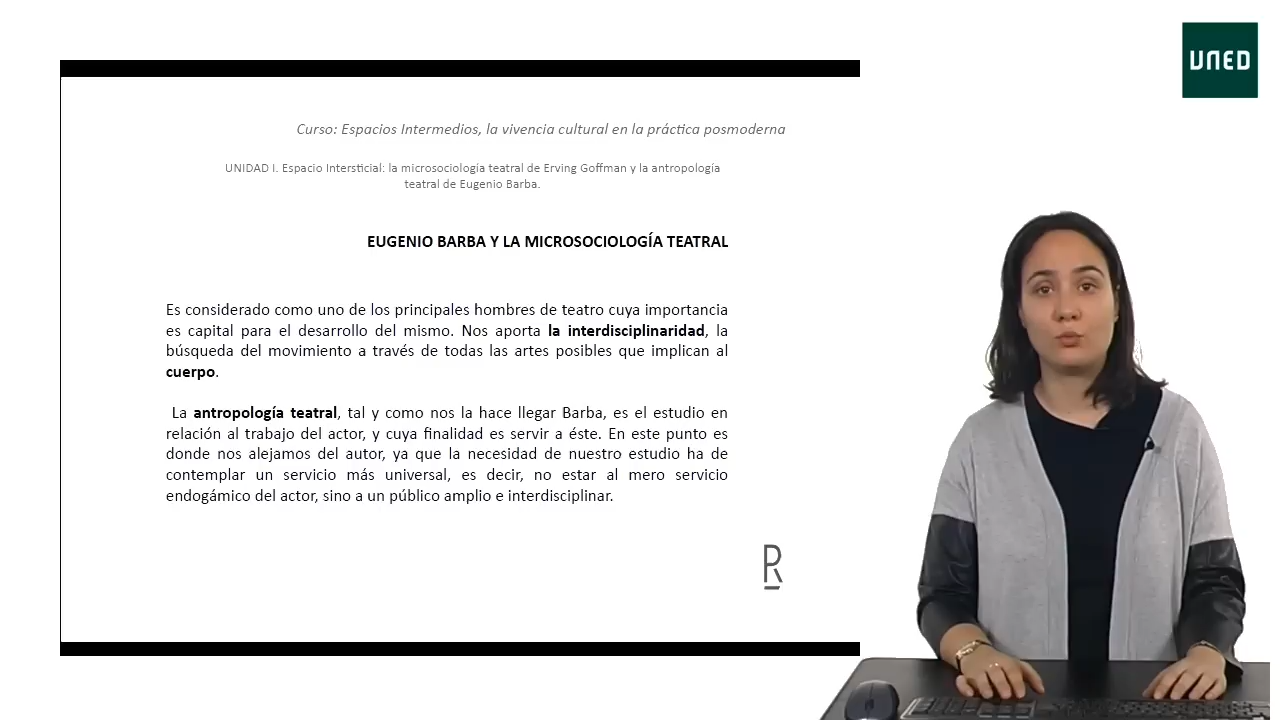 UNED
Curso: Espacios Intermedios, la vivencia cultural en la práctica posmoderna
UNIDAD I. Espacio Intersticial: la microsociología teatral de Erving Goffman y la antropología
teatral de Eugenio Barba.
EUGENIO BARBA Y LA MICROSOCIOLOGÍA TEATRAL
Es considerado como uno de los principales hombres de teatro cuya importancia
es capital para el desarrollo del mismo. Nos aporta la interdisciplinaridad, la
búsqueda del movimiento a través de todas las artes posibles que implican al
cuerpo.
La antropología teatral, tal y como nos la hace llegar Barba, es el estudio en
relación al trabajo del actor, y cuya finalidad es servir a éste. En este punto es
donde nos alejamos del autor, ya que la necesidad de nuestro estudio ha de
contemplar un servicio más universal, es decir, no estar al mero servicio
endogámico del actor, sino a un público amplio e interdisciplinar.
R